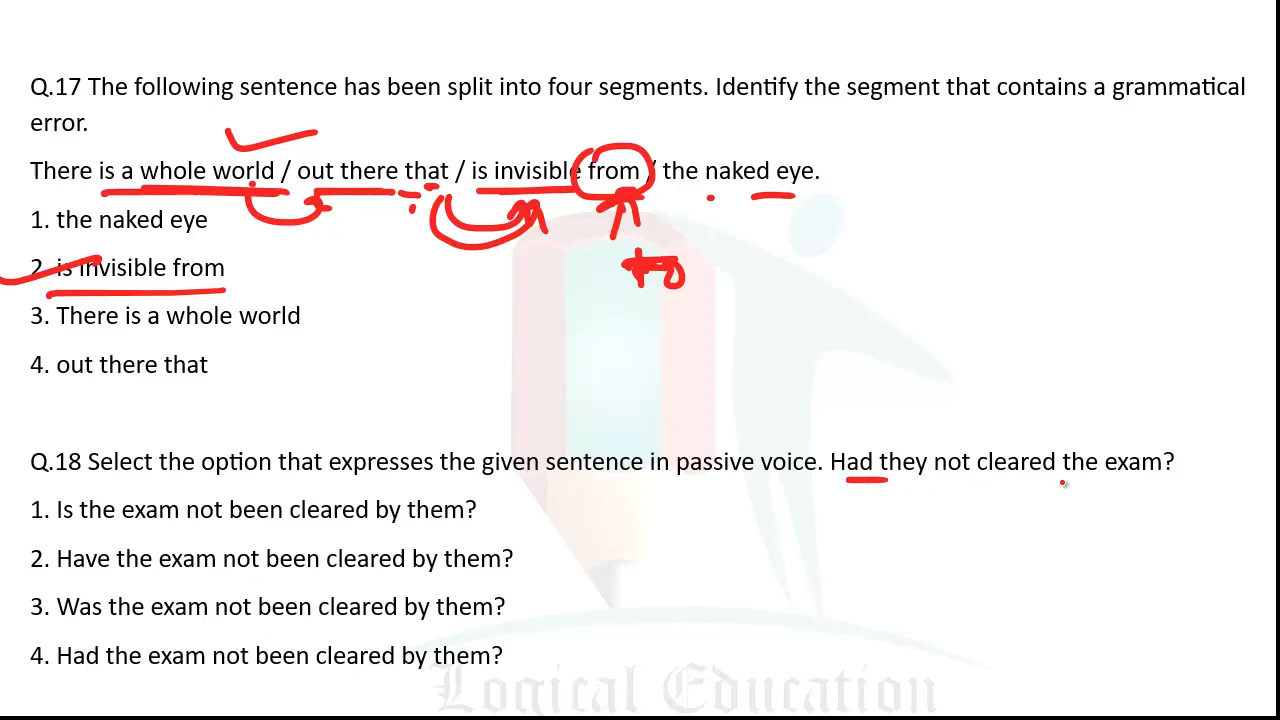 Q.17 The following sentence has been split into four segments. Identify the segment that contains a grammatical
error.
There is a whole world / out there that / is invisible from / the naked eye.
to
1. the naked eye
2. is invisible from
3. There is a whole world
4. out there that
Q.18 Select the option that expresses the given sentence in passive voice. Had they not cleared the exam?
1. Is the exam not been cleared by them?
2. Have the exam not been cleared by them?
3. Was the exam not been cleared by them?
4. Had the exam not been cleared by them?
Logical Education